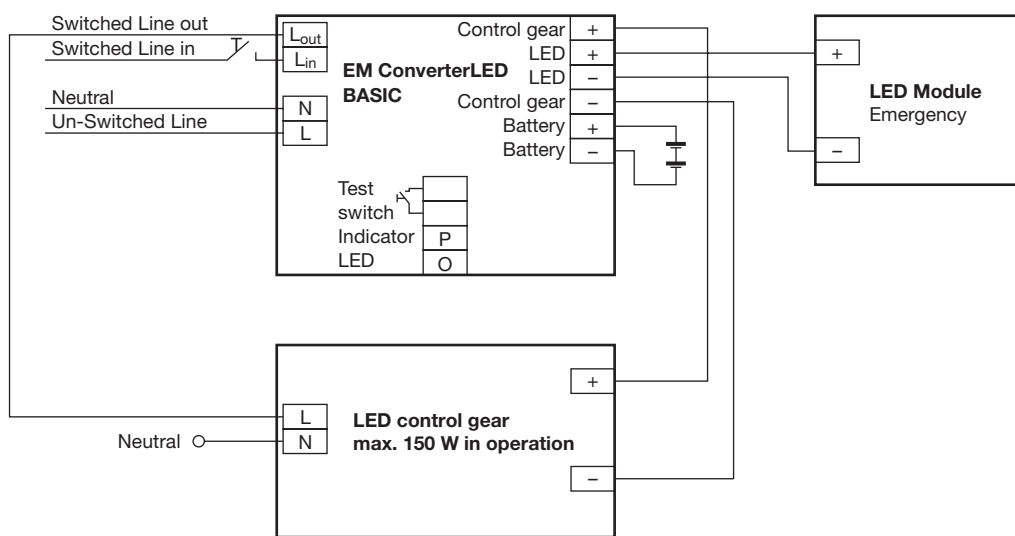 Switched Line out
Switched Line in
Neutral
Un-Switched Line
Lout
Lin
N
L
EM ConverterLED
BASIC
Control gear +
LED +
LED −
Control gear −
Battery +
Battery −
Test
switch
Indicator P
LED O
+
−
LED Module
Emergency
L
N
Neutral
LED control gear
max. 150 W in operation
+
−